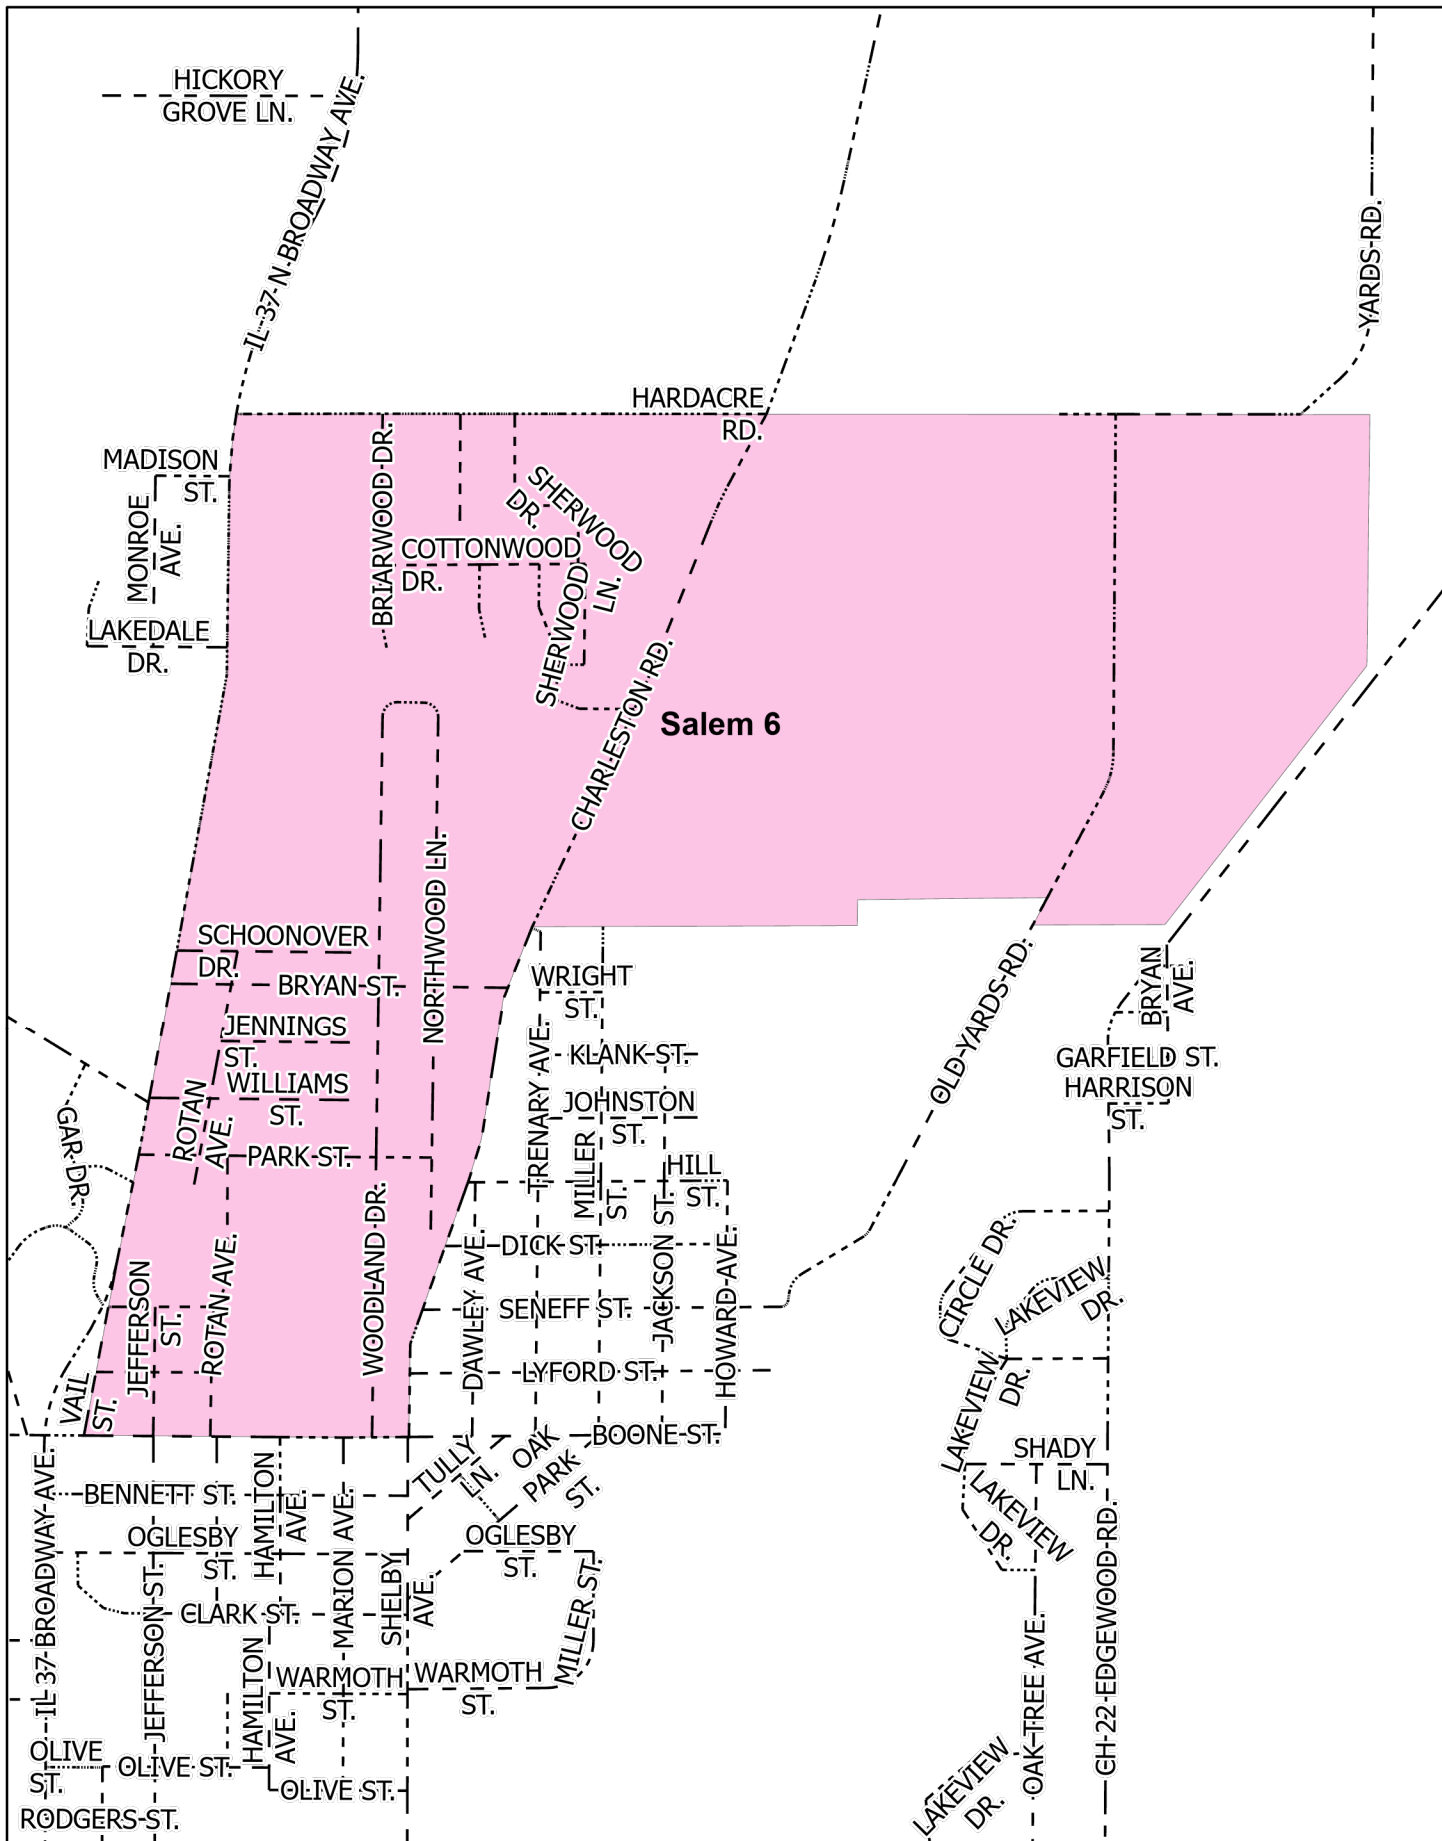 HICKORY
GROVE LN.
IL 37 N BROADWAY AVE.
YARDS RD.
HARDACRE
RD.
MADISON
ST.
MONROE
AVE.
LAKEDALE
DR.
BRIARWOOD DR.
SHERWOOD
DR.
COTTONWOOD
DR.
SHERWOOD
LN.
CHARLESTON RD.
Salem 6
NORTHWOOD LN.
SCHOONOVER
DR.
BRYAN ST.
JENNINGS
ST.
WILLIAMS
ST.
ROTAN
AVE.
PARK ST.
GAR DR.
WOODLAND DR.
ROTAN AVE.
JEFFERSON
ST.
VAIL
ST.
WRIGHT
ST.
TRENARY AVE.
KLANK ST.
JOHNSTON
ST.
MILLER
ST.
HILL
ST.
JACKSON ST.
DICK ST.
DAWLEY AVE.
SENEFF ST.
HOWARD AVE.
LYFORD ST.
BOONE ST.
OLD YARDS RD.
BRYAN
AVE.
GARFIELD ST.
HARRISON
ST.
CIRCLE DR.
LAKEVIEW
DR.
LAKEVIEW
DR.
SHADY
LN.
LAKEVIEW
DR.
CH 22 EDGEWOOD RD.
OAK TREE AVE.
LAKEVIEW
DR.
TULLY
LN.
OAK
PARK
ST.
IL 37 BROADWAY AVE.
BENNETT ST.
HAMILTON
AVE.
MARION AVE.
OGLESBY
ST.
OGLESBY
ST.
SHELBY
AVE.
MILLER ST.
CLARK ST.
JEFFERSON ST.
HAMILTON
AVE.
WARMOTH
ST.
WARMOTH
ST.
OLIVE
ST.
OLIVE ST.
OLIVE ST.
RODGERS ST.